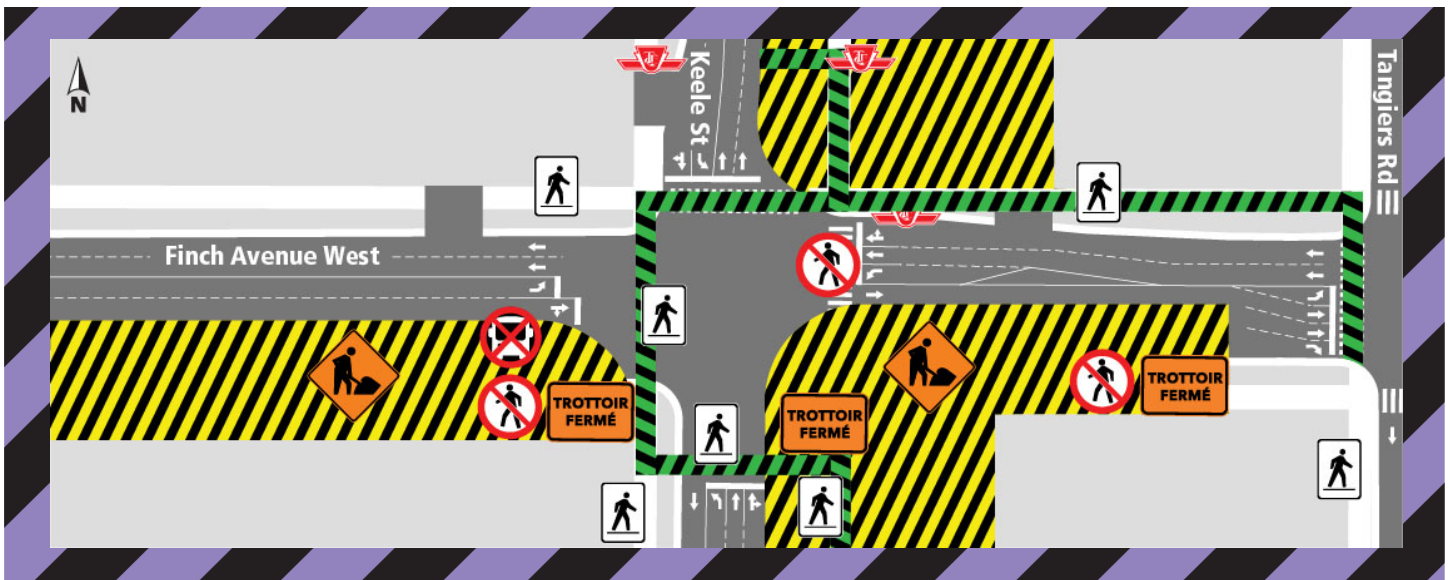 Keele St
Tangiers Rd
N
Finch Avenue West
TROTTOIR
FERMÉ
TROTTOIR
FERMÉ
TROTTOIR
FERMÉ